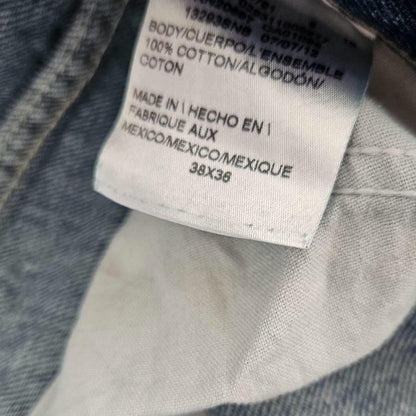 BODY/CUERPO/L'ENSEMBLE
100% COTTON/ALGODÓN/
COTON
MADE IN \ HECHO EN \
FABRIQUE AUX
MEXICO/MEXICO/MEXIQUE
38X36